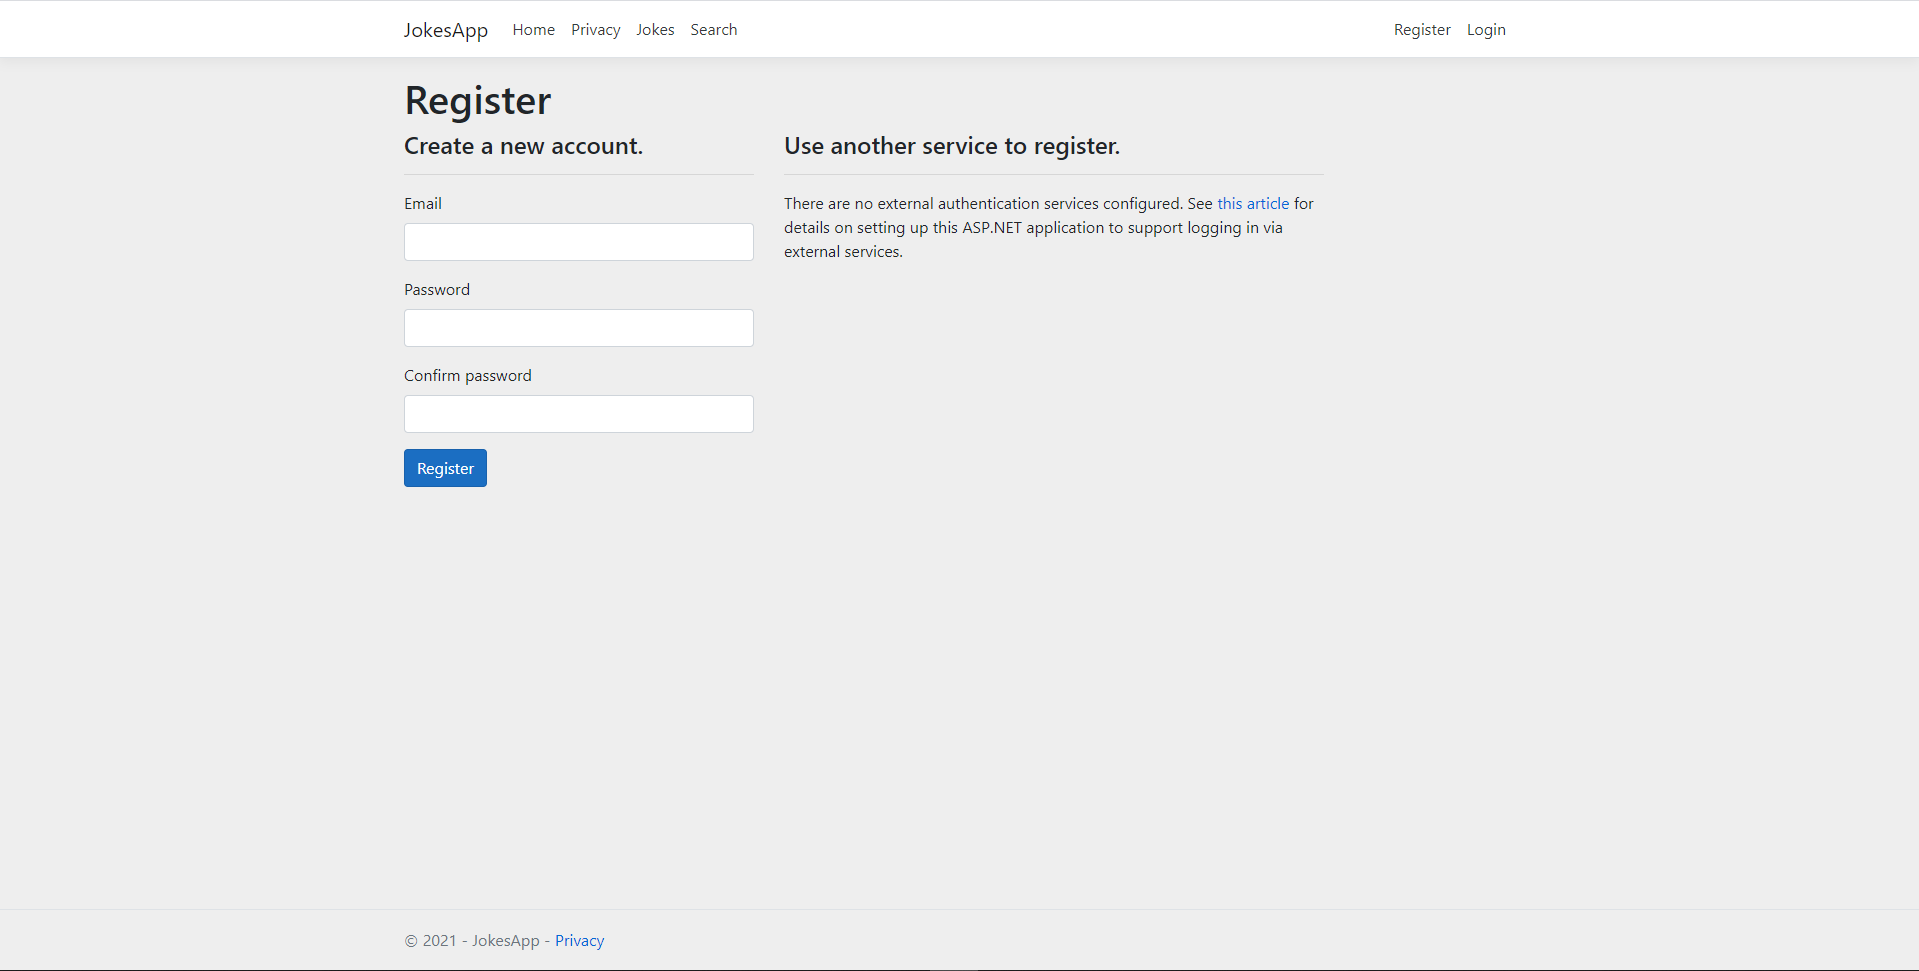 JokesApp Home Privacy Jokes Search Register Login
Register
Create a new account.
Email
Password
Confirm password
Register
Use another service to register.
There are no external authentication services configured. See this article for
details on setting up this ASP.NET application to support logging in via
external services.
© 2021 - JokesApp - Privacy